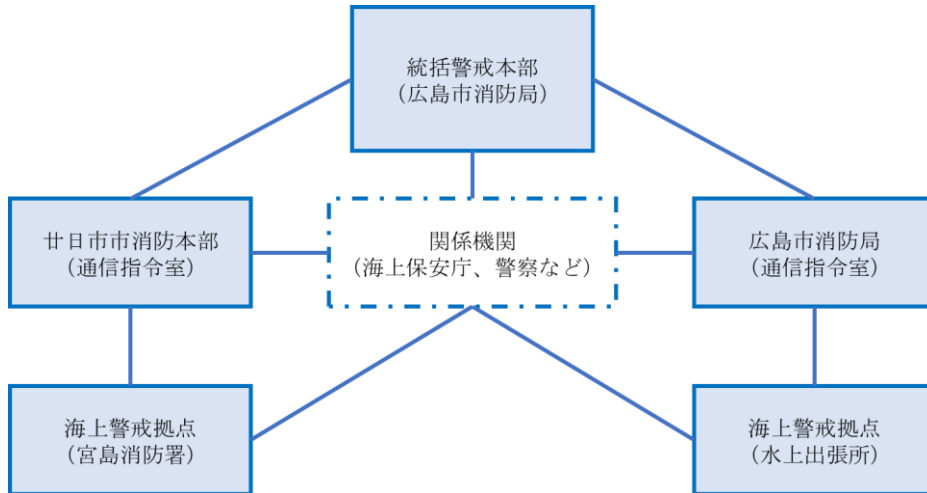 統括警戒本部
（広島市消防局）
廿日市市消防本部
（通信指令室）
関係機関
（海上保安庁、警察など）
広島市消防局
（通信指令室）
海上警戒拠点
（宮島消防署）
海上警戒拠点
（水上出張所）